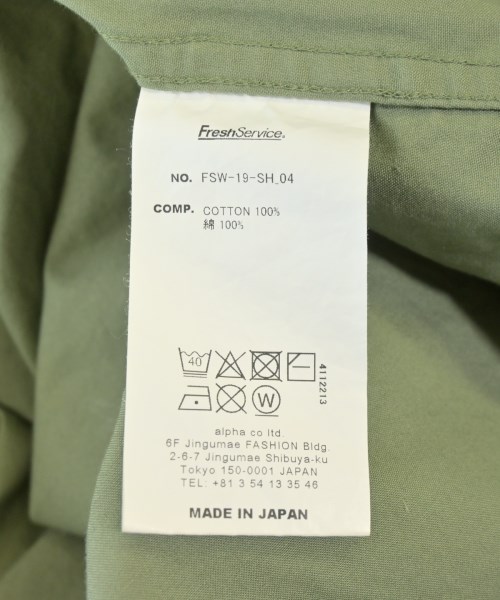 FreshService.
NO. FSW-19-SH_04
COMP. COTTON 100%
綿 100%
40
4112213
W
alpha co ltd.
6F Jingumae FASHION Bldg.
2-6-7 Jingumae Shibuya-ku
Tokyo 150-0001 JAPAN
TEL: +81 3 54 13 35 46
MADE IN JAPAN